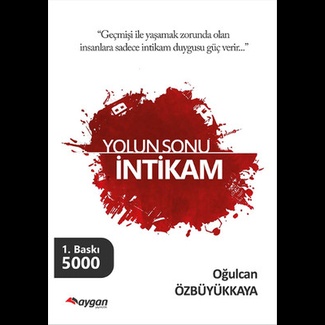 “Geçmişi ile yaşamak zorunda olan
insanlara sadece intikam duygusu güç verir...”
YOLUN SONU
İNTİKAM
1. Baskı
5000
Oğulcan
ÖZBÜYÜKKAYA
aygan